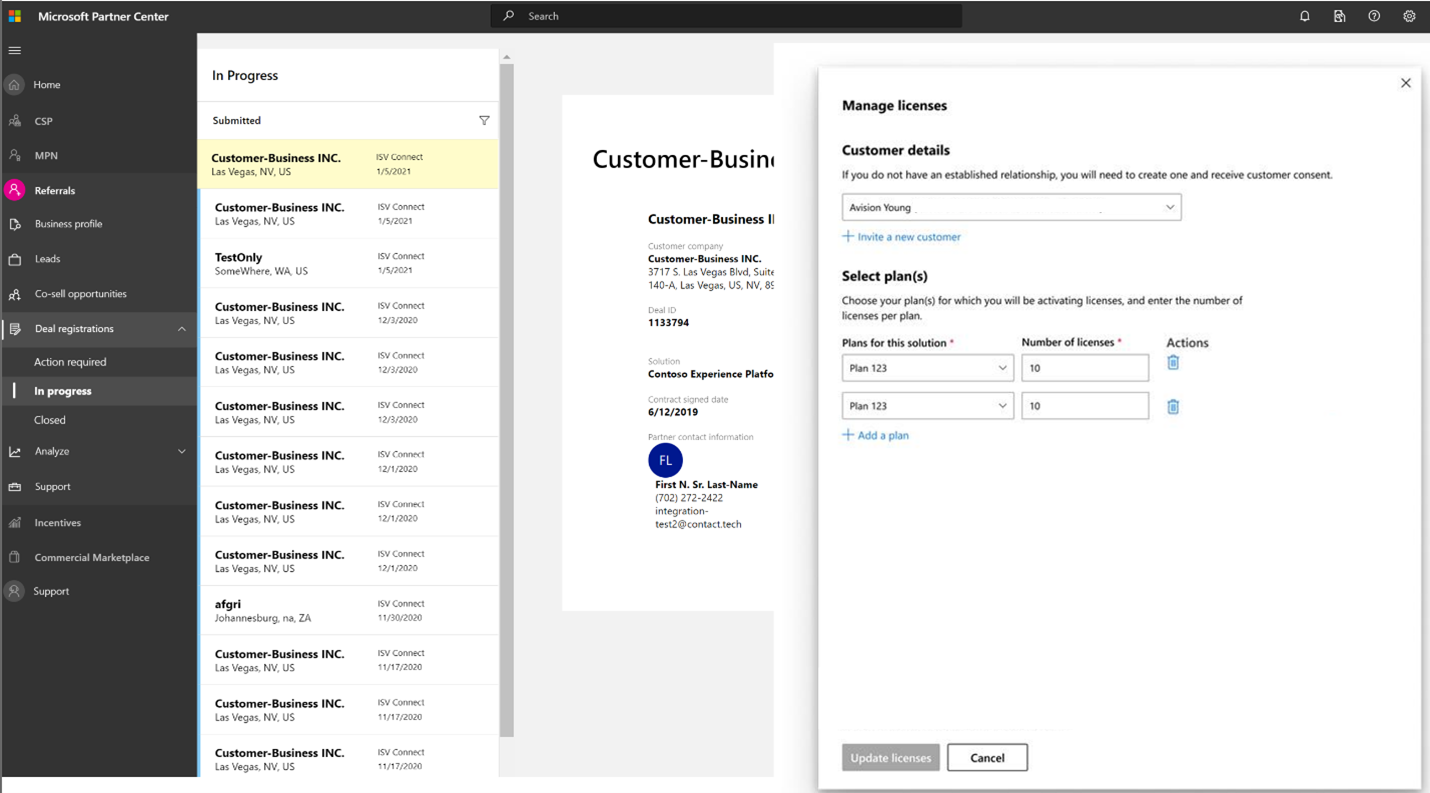 Microsoft Partner Center
Search
Home
CSP
MPN
Referrals
Business profile
Leads
Co-sell opportunities
Deal registrations
Action required
In progress
Closed
Analyze
Support
Incentives
Commercial Marketplace
Support
In Progress
Submitted
Customer-Business INC. ISV Connect
Las Vegas, NV, US 1/5/2021
Customer-Business INC. ISV Connect
Las Vegas, NV, US 1/5/2021
TestOnly ISV Connect
SomeWhere, WA, US 1/5/2021
Customer-Business INC. ISV Connect
Las Vegas, NV, US 12/3/2020
Customer-Business INC. ISV Connect
Las Vegas, NV, US 12/3/2020
Customer-Business INC. ISV Connect
Las Vegas, NV, US 12/3/2020
Customer-Business INC. ISV Connect
Las Vegas, NV, US 12/1/2020
Customer-Business INC. ISV Connect
Las Vegas, NV, US 12/1/2020
Customer-Business INC. ISV Connect
Las Vegas, NV, US 12/1/2020
afgri ISV Connect
Johannesburg, na, ZA 11/30/2020
Customer-Business INC. ISV Connect
Las Vegas, NV, US 11/17/2020
Customer-Business INC. ISV Connect
Las Vegas, NV, US 11/17/2020
Customer-Business INC. ISV Connect
Las Vegas, NV, US 11/17/2020
Customer-Busin
Customer-Business I
Customer company
Customer-Business INC.
3717 S. Las Vegas Blvd, Suite
140-A, Las Vegas, US, NV, 89
Deal ID
1133794
Solution
Contoso Experience Platfo
Contract signed date
6/12/2019
Partner contact information
FL
First N. Sr. Last-Name
(702) 272-2422
integration-
test2@contact.tech
Manage licenses
Customer details
If you do not have an established relationship, you will need to create one and receive customer consent.
Avision Young
Invite a new customer
Select plan(s)
Choose your plan(s) for which you will be activating licenses, and enter the number of
licenses per plan.
Plans for this solution * Number of licenses * Actions
Plan 123 10
Plan 123 10
Add a plan
Update licenses Cancel